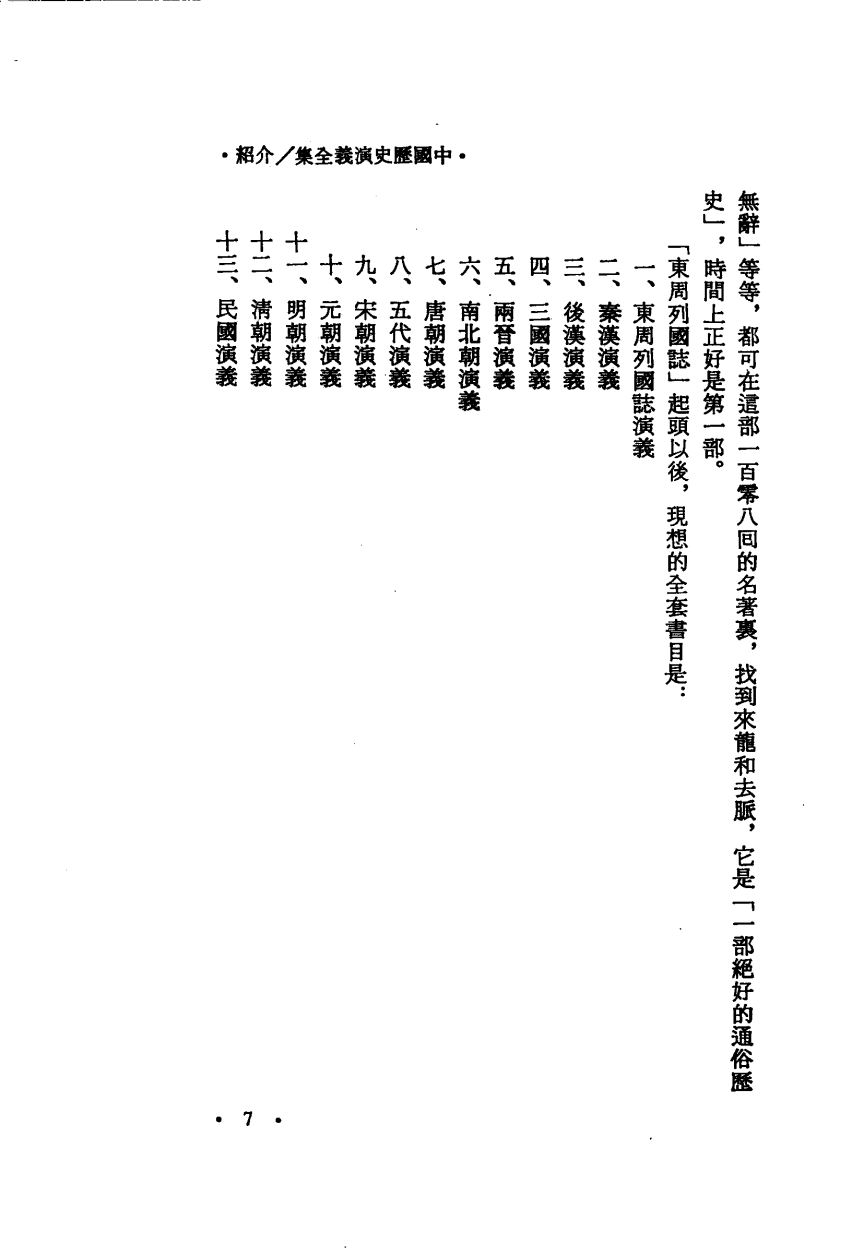 •中國歷史演義全集／介紹•
無辭」等等，都可在這部一百零八回的名著裏，找到來龍和去脈，它是「一部絕好的通俗歷
史」，時間上正好是第一部。
「東周列國誌」起頭以後，現想的全套書目是：
一、東周列國誌演義
二、秦漢演義
三、後漢演義
四、三國演義
五、兩晉演義
六、南北朝演義
七、唐朝演義
八、五代演義
九、宋朝演義
十、元朝演義
十一、明朝演義
十二、清朝演義
十三、民國演義
• 7 •